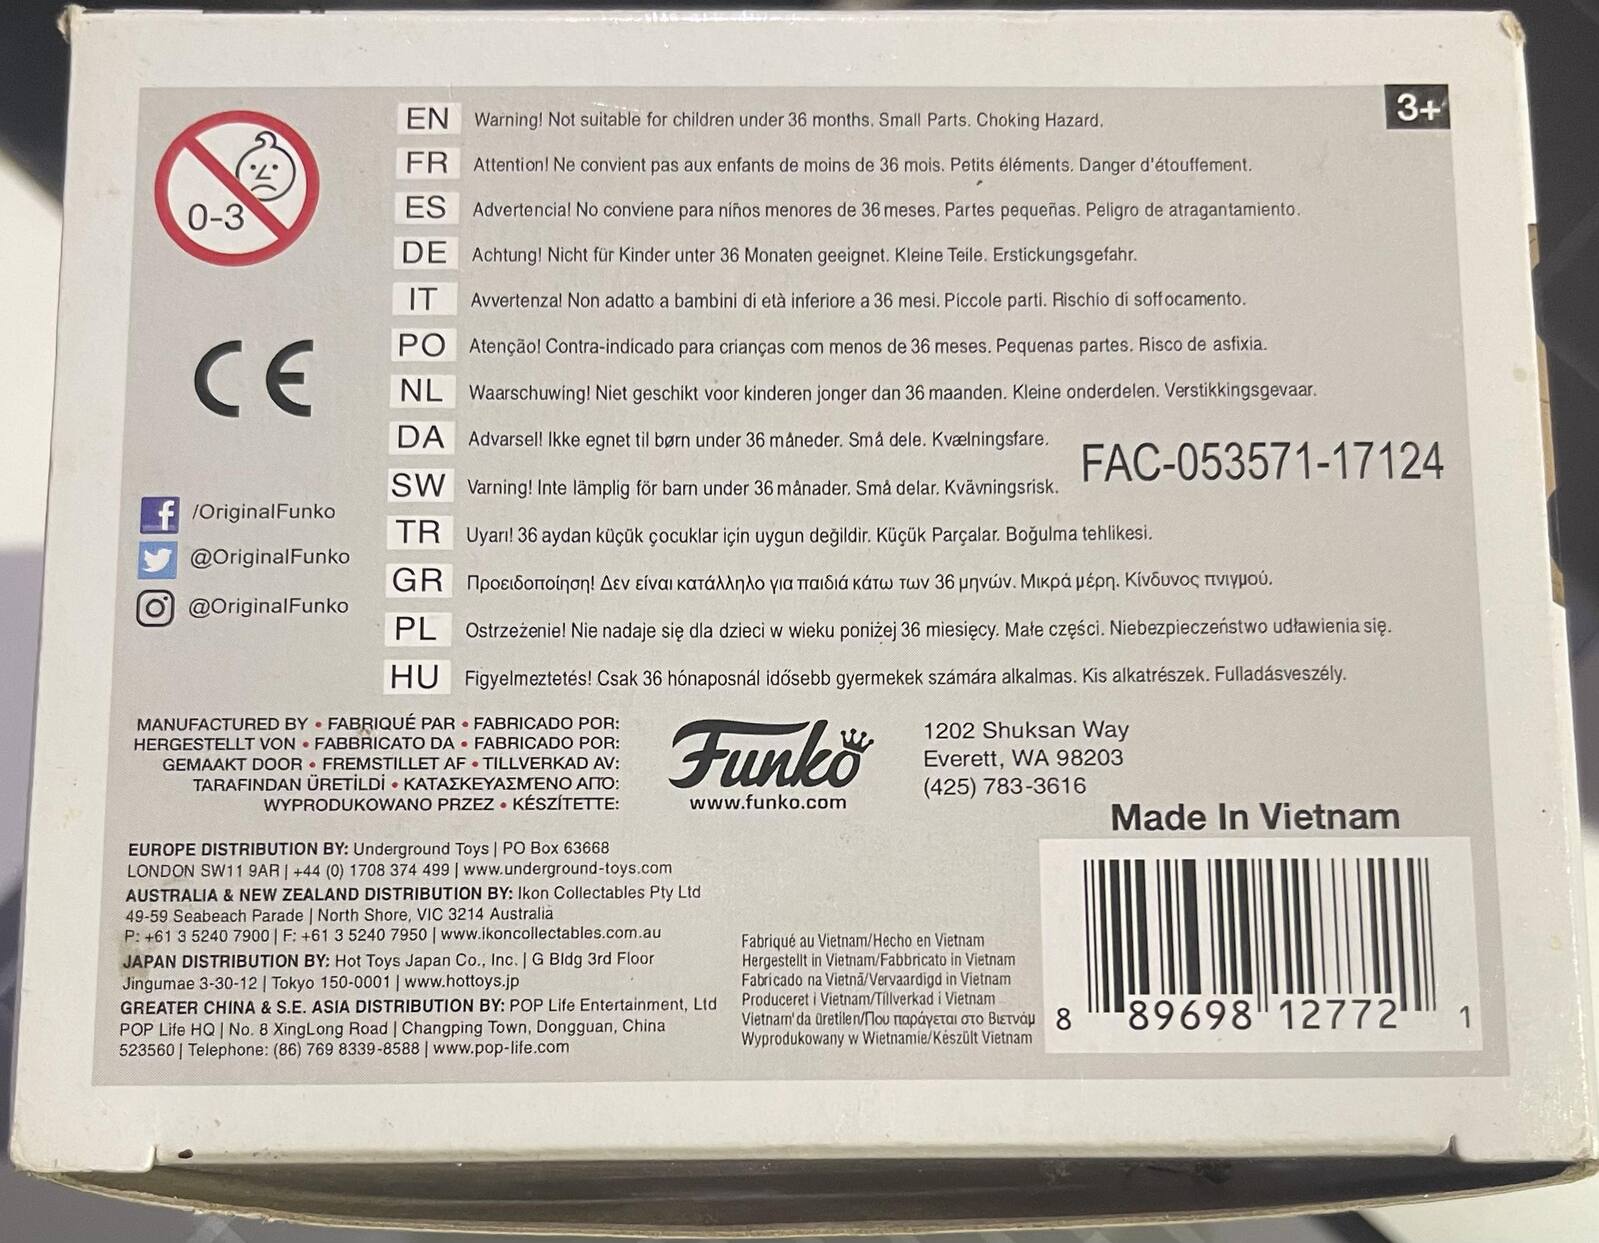 3+
0-3
EN Warning! Not suitable for children under 36 months. Small Parts. Choking Hazard.
FR Attention! Ne convient pas aux enfants de moins de 36 mois. Petits éléments. Danger d'étouffement.
ES Advertencia! No conviene para niños menores de 36 meses. Partes pequeñas. Peligro de atragantamiento.
DE Achtung! Nicht für Kinder unter 36 Monaten geeignet. Kleine Teile. Erstickungsgefahr.
IT Avvertenza! Non adatto a bambini di età inferiore a 36 mesi. Piccole parti. Rischio di soffocamento.
PO Atenção! Contra-indicado para crianças com menos de 36 meses. Pequenas partes. Risco de asfixia.
NL Waarschuwing! Niet geschikt voor kinderen jonger dan 36 maanden. Kleine onderdelen. Verstikkingsgevaar.
DA Advarsel! Ikke egnet til børn under 36 måneder. Små dele. Kvælningsfare.
SW Varning! Inte lämplig för barn under 36 månader. Små delar. Kvävningsrisk.
TR Uyarı! 36 aydan küçük çocuklar için uygun değildir. Küçük Parçalar. Boğulma tehlikesi.
GR Προειδοποίηση! Δεν είναι κατάλληλο για παιδιά κάτω των 36 μηνών. Μικρά μέρη. Κίνδυνος πνιγμού.
PL Ostrzeżenie! Nie nadaje się dla dzieci w wieku poniżej 36 miesięcy. Małe części. Niebezpieczeństwo udławienia się.
HU Figyelmeztetés! Csak 36 hónaposnál idősebb gyermekek számára alkalmas. Kis alkatrészek. Fulladásveszély.
CE
/OriginalFunko
@OriginalFunko
@OriginalFunko
FAC-053571-17124
MANUFACTURED BY • FABRIQUÉ PAR • FABRICADO POR:
HERGESTELLT VON • FABBRICATO DA • FABRICADO POR:
GEMAAKT DOOR • FREMSTILLET AF • TILLVERKAD AV:
TARAFINDAN ÜRETİLDİ • ΚΑΤΑΣΚΕΥΑΣΜΈΝΟ ΑΠΌ:
WYPRODUKOWANO PRZEZ • KÉSZÍTETTE:
Funko
www.funko.com
1202 Shuksan Way
Everett, WA 98203
(425) 783-3616
Made In Vietnam
EUROPE DISTRIBUTION BY: Underground Toys | PO Box 63668
LONDON SW11 9AR | +44 (0) 1708 374 499 | www.underground-toys.com
AUSTRALIA & NEW ZEALAND DISTRIBUTION BY: Ikon Collectables Pty Ltd
49-59 Seabeach Parade | North Shore, VIC 3214 Australia
P: +61 3 5240 7900 | F: +61 3 5240 7950 | www.ikoncollectables.com.au
JAPAN DISTRIBUTION BY: Hot Toys Japan Co., Inc. | G Bldg 3rd Floor
Jingumae 3-30-12 | Tokyo 150-0001 | www.hottoys.jp
GREATER CHINA & S.E. ASIA DISTRIBUTION BY: POP Life Entertainment, Ltd
POP Life HQ | No. 8 XingLong Road | Changping Town, Dongguan, China
523560 | Telephone: (86) 769 8339-8588 | www.pop-life.com
Fabriqué au Vietnam/Hecho en Vietnam
Hergestellt in Vietnam/Fabbricato in Vietnam
Fabricado na Vietnã/Vervaardigd in Vietnam
Produceret i Vietnam/Tillverkad i Vietnam
Vietnam'da üretilen/Που παράγεται στο Βιετνάμ
Wyprodukowany w Wietnamie/Készült Vietnam
8 89698 12772 1